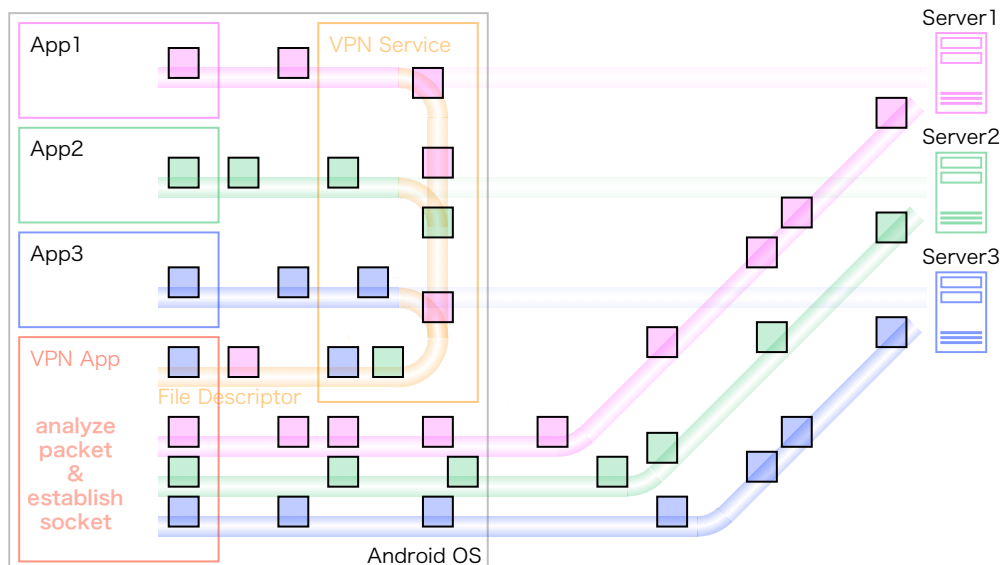 App1
VPN Service
Server1
App2
Server2
App3
Server3
VPN App
File Descriptor
analyze
packet
&
establish
socket
Android OS